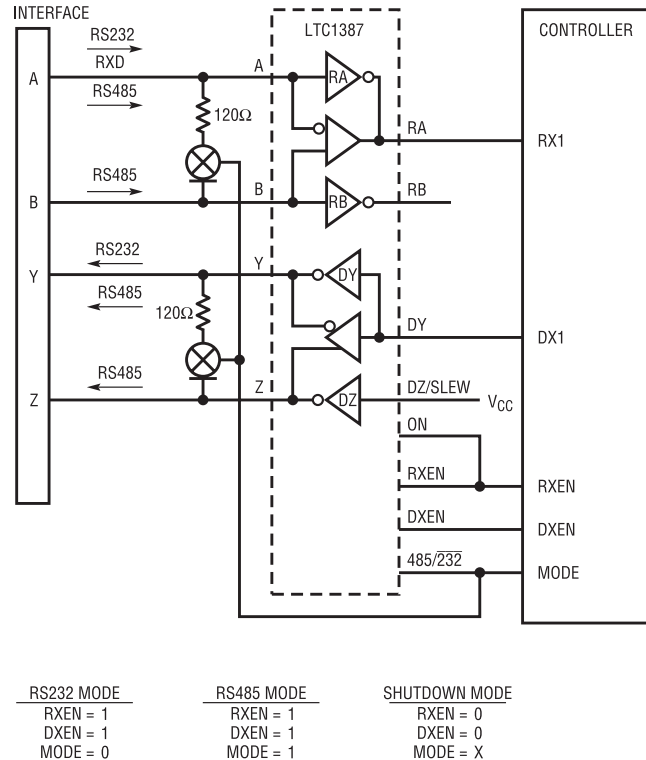 INTERFACE
RS232
RXD
RS485
A
A
120Ω
RS485
B
B
RS232
Y
Y
RS485
120Ω
RS485
Z
Z
LTC1387
RA
RA
RB
RB
DY
DY
DZ
DZ/SLEW
VCC
ON
RXEN
DXEN
485/232
CONTROLLER
RX1
DX1
RXEN
DXEN
MODE
RS232 MODE
RXEN = 1
DXEN = 1
MODE = 0
RS485 MODE
RXEN = 1
DXEN = 1
MODE = 1
SHUTDOWN MODE
RXEN = 0
DXEN = 0
MODE = X